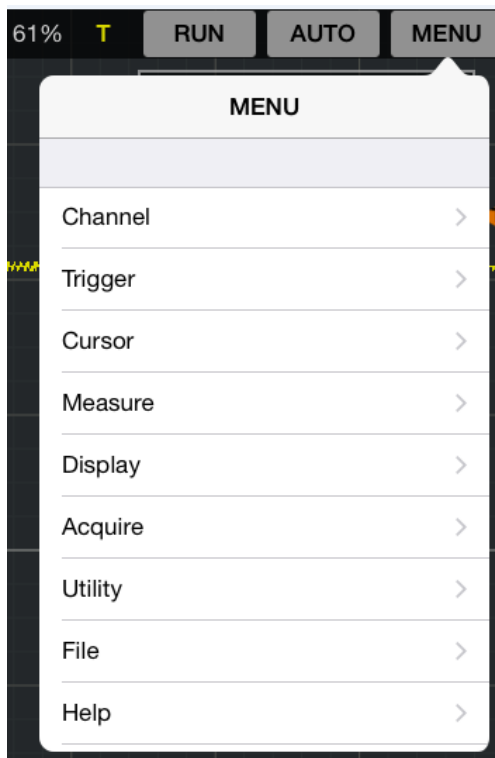 61% T RUN AUTO MENU
MENU
Channel
Trigger
Cursor
Measure
Display
Acquire
Utility
File
Help